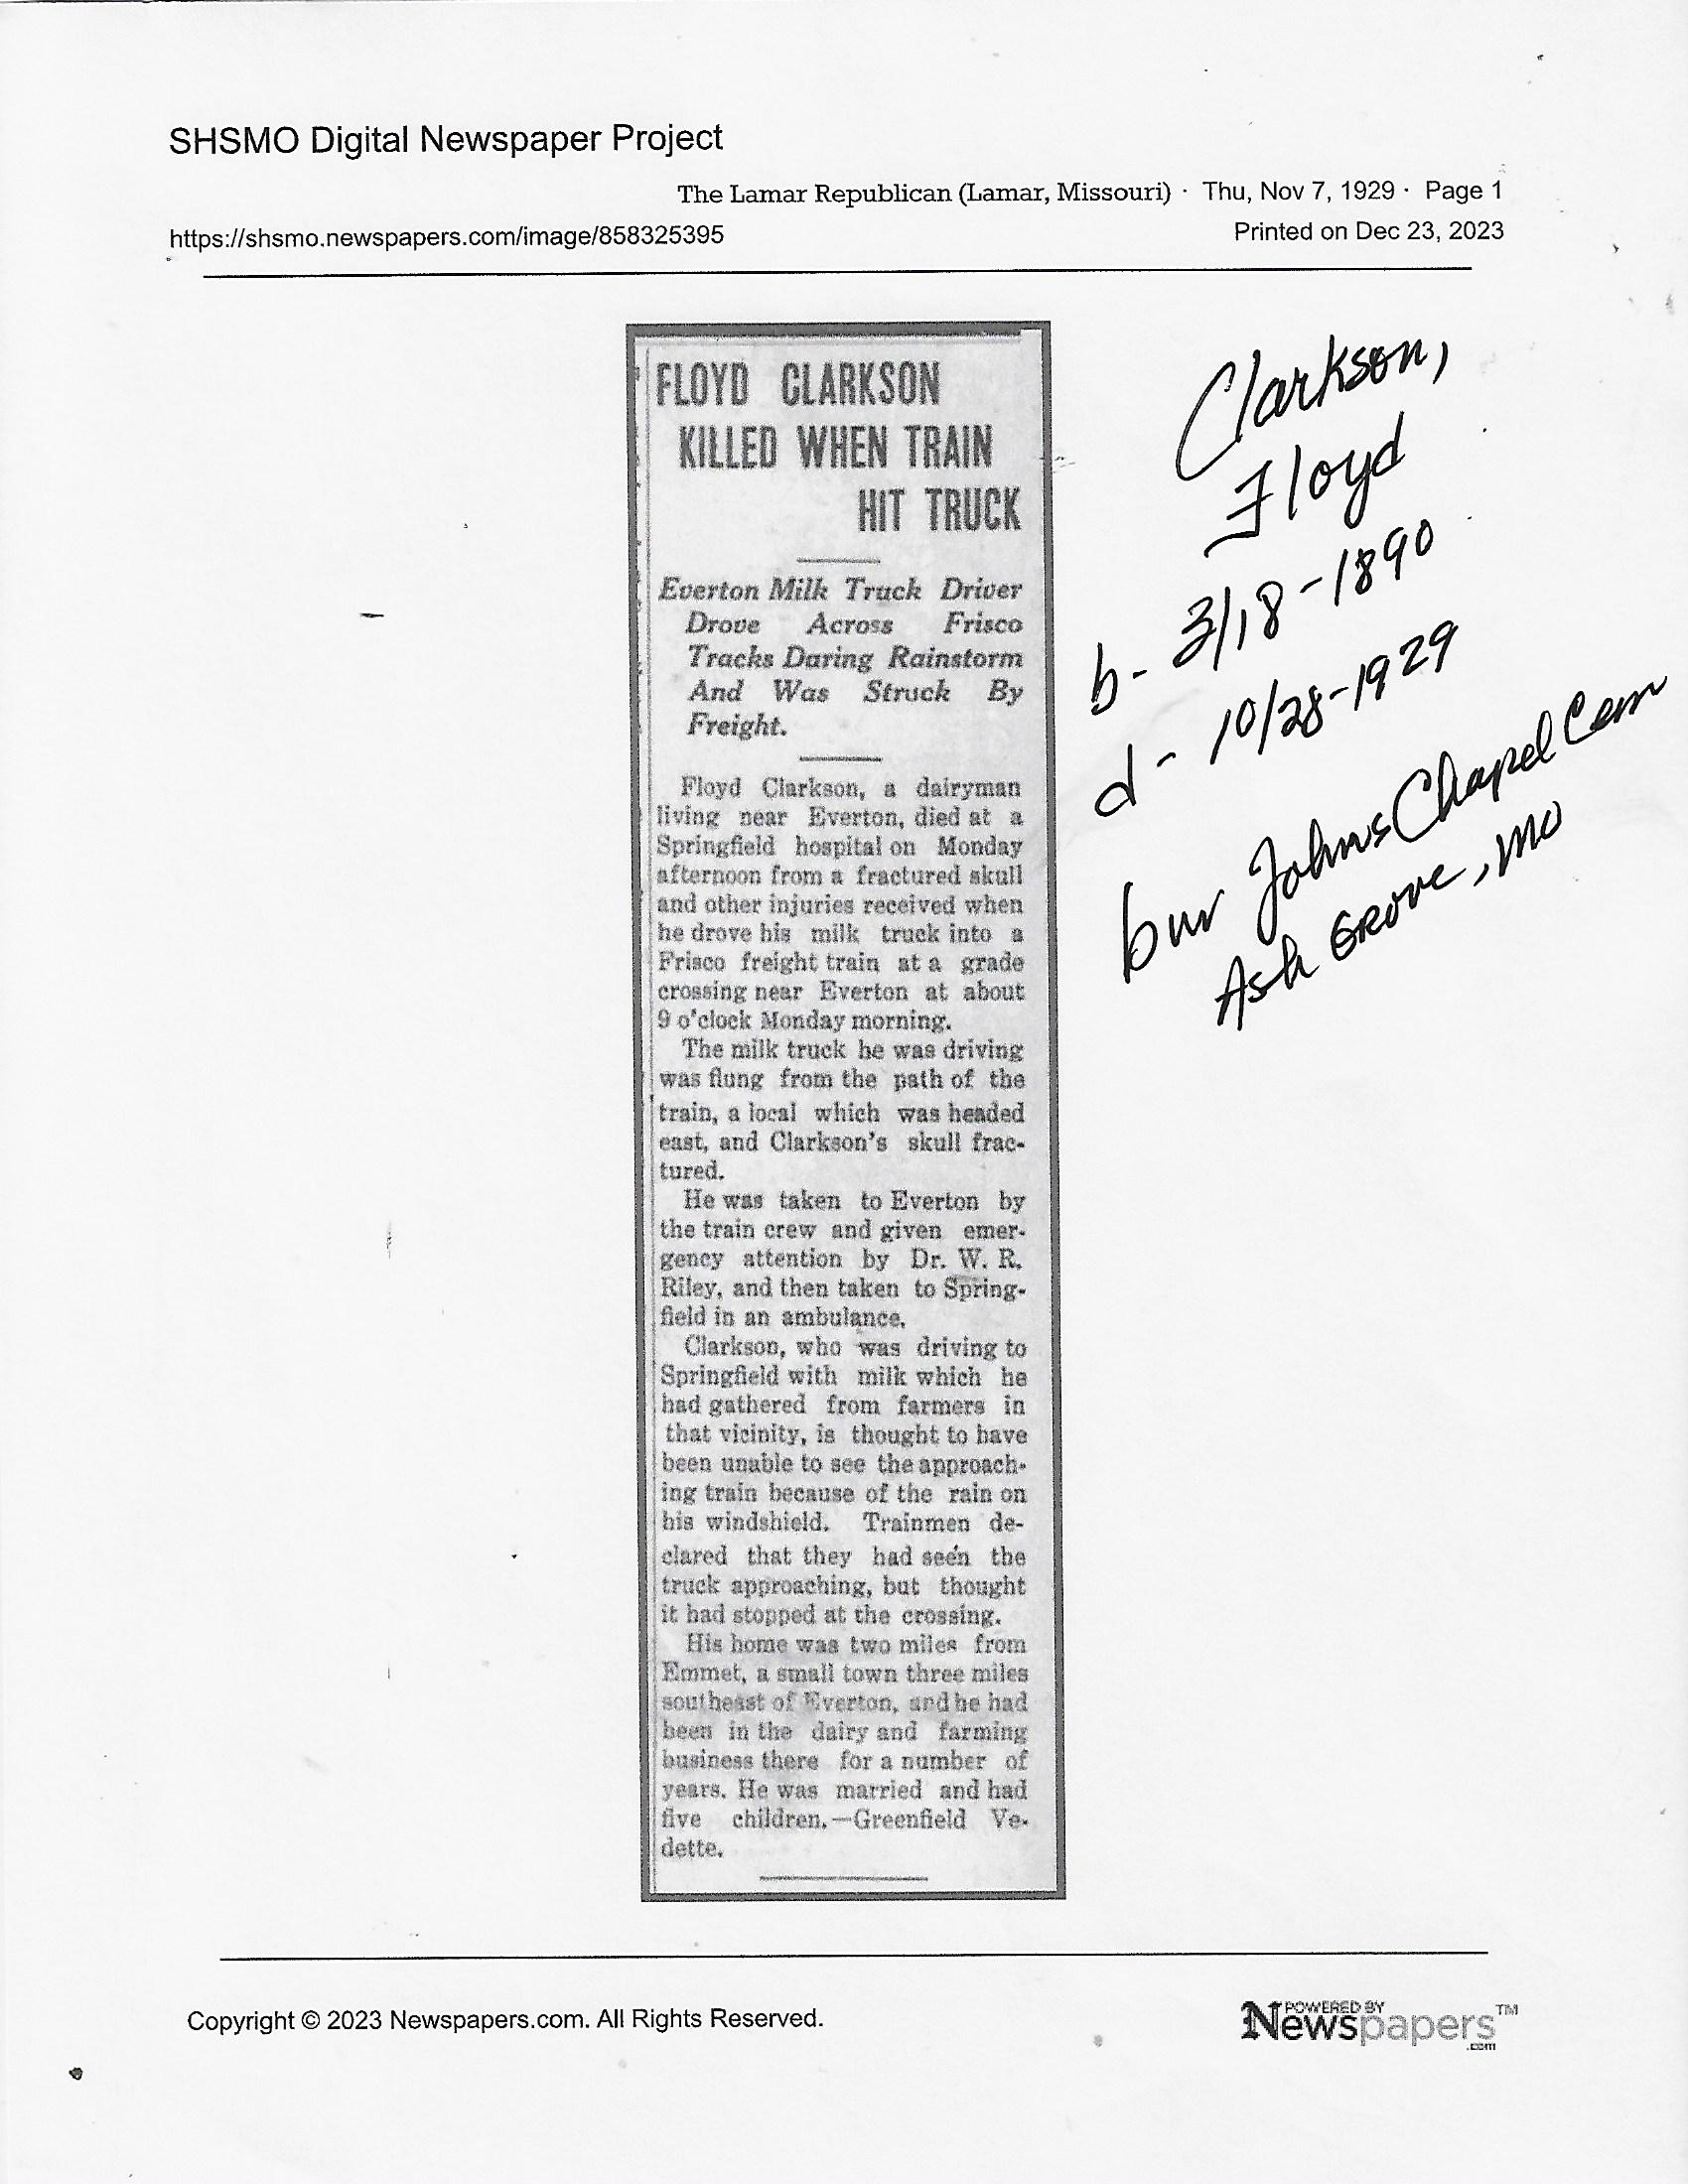 SHSMO Digital Newspaper Project
The Lamar Republican (Lamar, Missouri) · Thu, Nov 7, 1929 · Page 1
https://shsmo.newspapers.com/image/858325395
Printed on Dec 23, 2023
FLOYD CLARKSON
KILLED WHEN TRAIN
HIT TRUCK
Everton Milk Truck Driver
Drove Across Frisco
Tracks Daring Rainstorm
And Was Struck By
Freight.
Floyd Clarkson, a dairyman
living near Everton, died at a
Springfield hospital on Monday
afternoon from a fractured skull
and other injuries received when
he drove his milk truck into a
Frisco freight train at a grade
crossing near Everton at about
9 o'clock Monday morning.
The milk truck he was driving
was flung from the path of the
train, a local which was headed
east, and Clarkson's skull frac-
tured.
He was taken to Everton by
the train crew and given emer-
gency attention by Dr. W. R.
Riley, and then taken to Spring-
field in an ambulance.
Clarkson, who was driving to
Springfield with milk which he
had gathered from farmers in
that vicinity, is thought to have
been unable to see the approach-
ing train because of the rain on
his windshield. Trainmen de-
clared that they had seen the
truck approaching, but thought
it had stopped at the crossing.
His home was two miles from
Emmet, a small town three miles
southeast of Everton, and he had
been in the dairy and farming
business there for a number of
years. He was married and had
five children.—Greenfield Ve-
dette.
Clarkson,
Floyd
b- 3/18-1890
d- 10/28-1929
bur Johns Chapel Cem
Ash Grove, MO
Copyright © 2023 Newspapers.com. All Rights Reserved.
POWERED BY
Newspapers™
.com